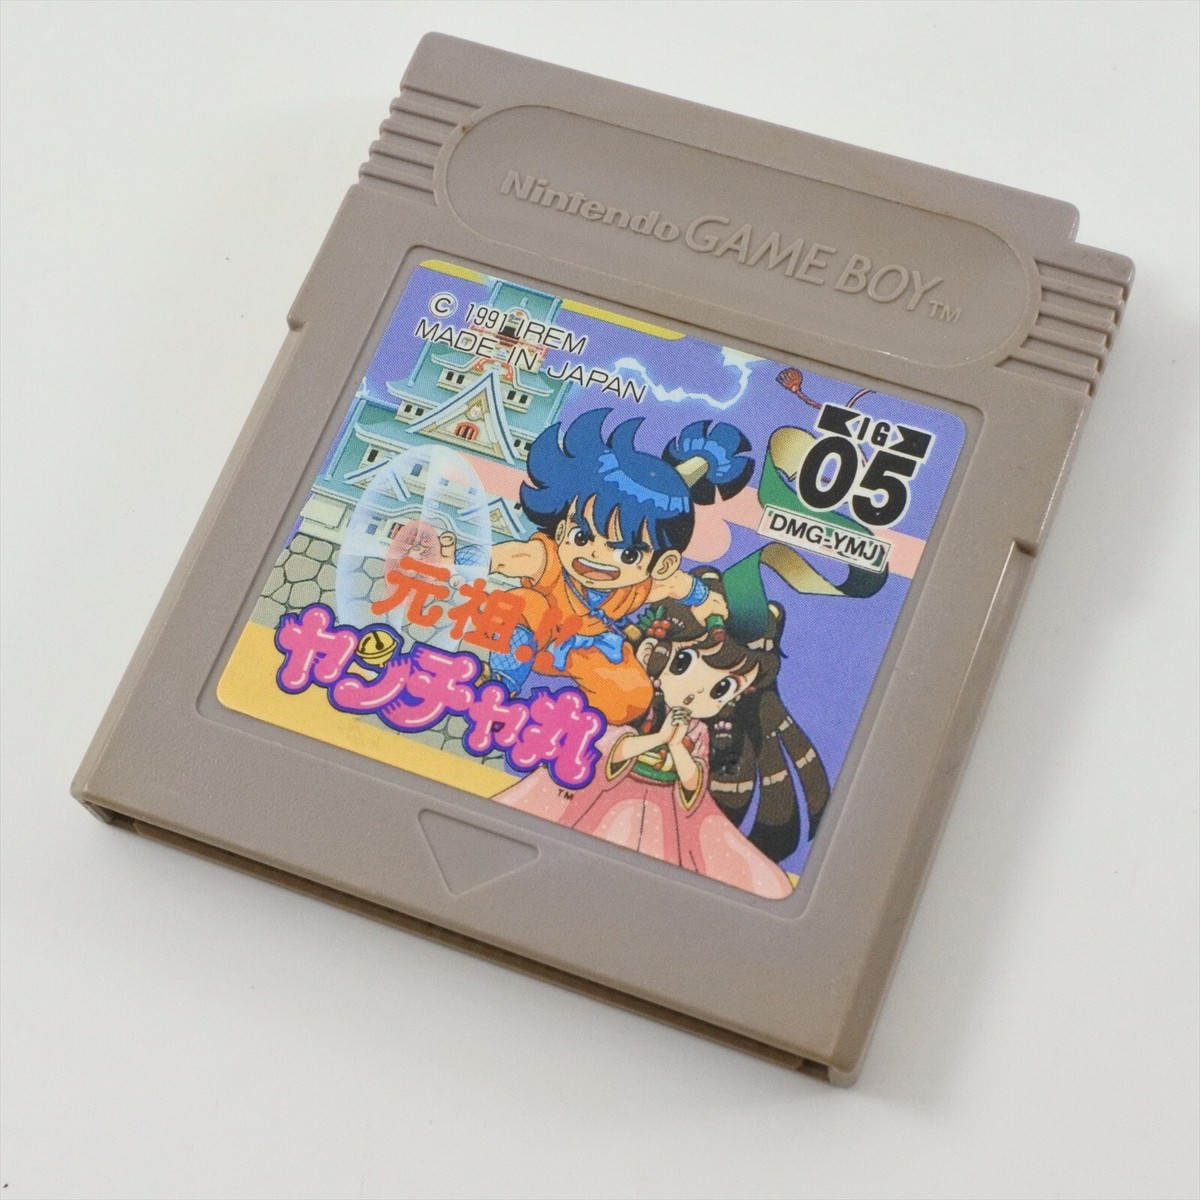 Nintendo GAME BOY™
© 1991 IREM
MADE IN JAPAN
IG
05
DMG-YMJ
元祖!!
ヤンチャ丸
™